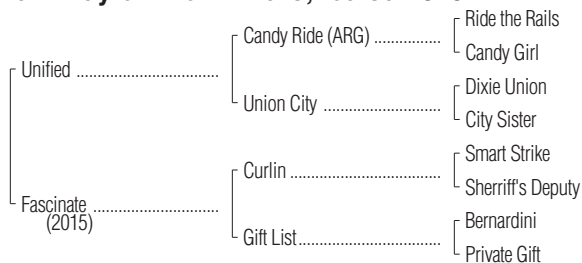 Ride the Rails
Candy Ride (ARG) ................
Candy Girl
Unified ............................
Dixie Union
Union City ........................
City Sister
Smart Strike
Curlin ............................
Sherriff's Deputy
Fascinate .........................
(2015)
Bernardini
Gift List ..........................
Private Gift